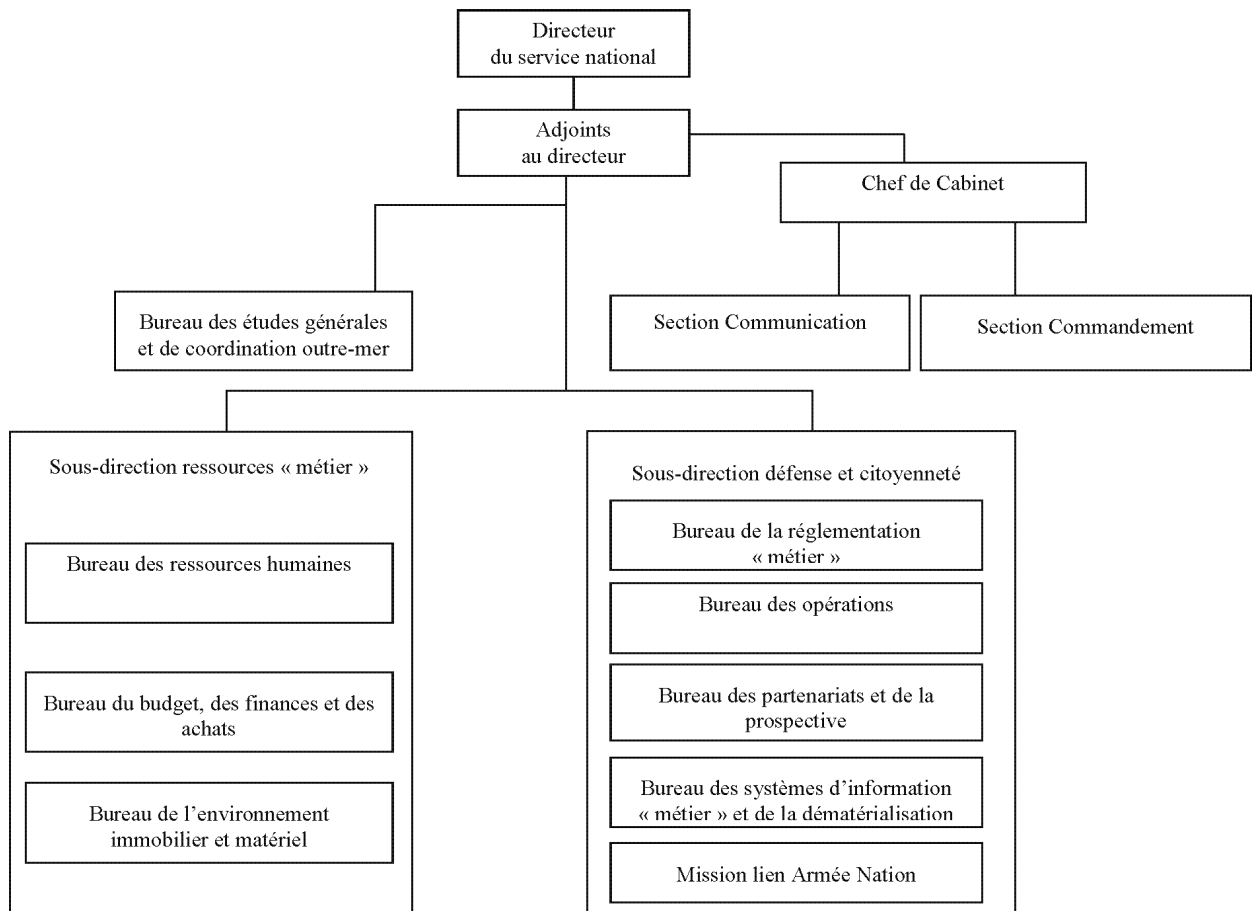 Directeur
du service national
Adjoints
au directeur
Chef de Cabinet
Bureau des études générales
et de coordination outre-mer
Section Communication
Section Commandement
Sous-direction ressources « métier »
Bureau des ressources humaines
Bureau du budget, des finances et des
achats
Bureau de l’environnement
immobilier et matériel
Sous-direction défense et citoyenneté
Bureau de la réglementation
« métier »
Bureau des opérations
Bureau des partenariats et de la
prospective
Bureau des systèmes d’information
« métier » et de la dématérialisation
Mission lien Armée Nation